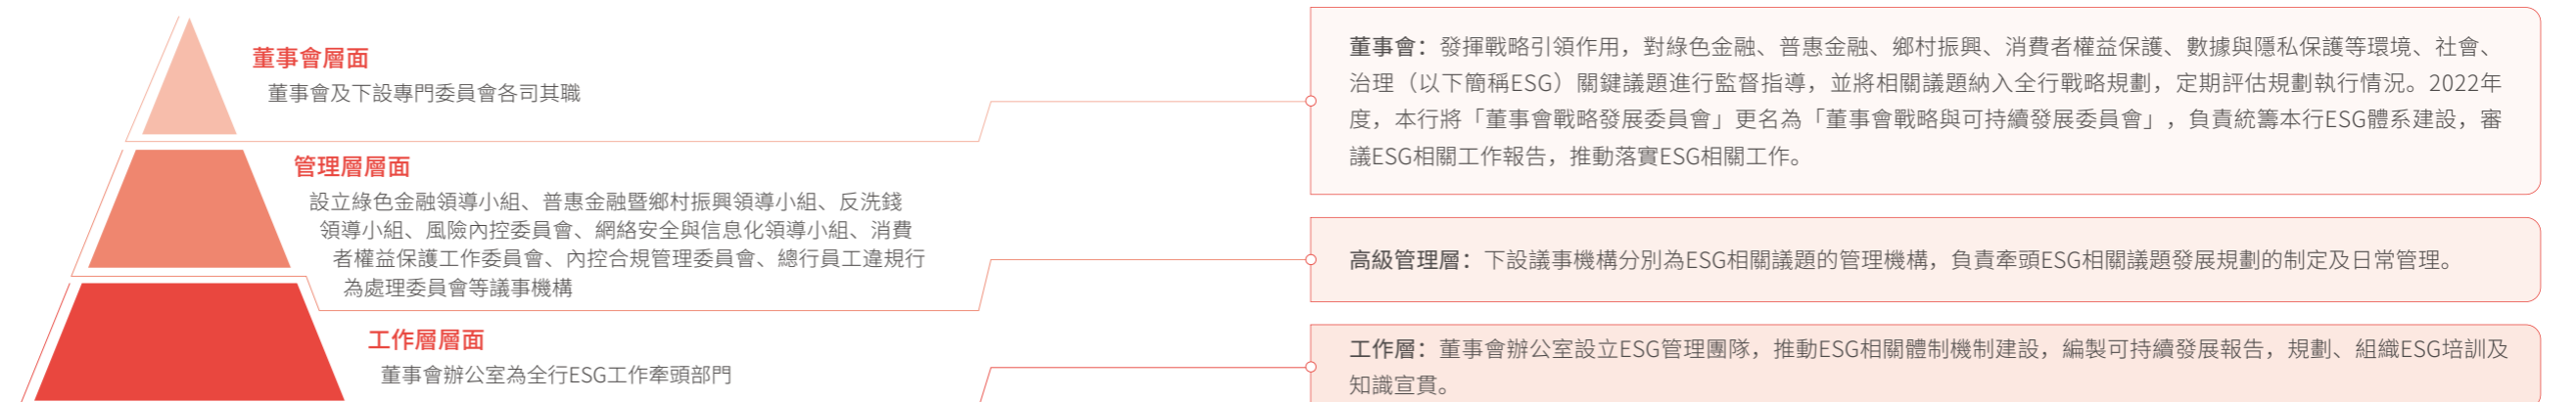 董事會層面
董事會及下設專門委員會各司其職
董事會：發揮戰略引領作用，對綠色金融、普惠金融、鄉村振興、消費者權益保護、數據與隱私保護等環境、社會、
治理（以下簡稱ESG）關鍵議題進行監督指導，並將相關議題納入全行戰略規劃，定期評估規劃執行情況。2022年
度，本行將「董事會戰略發展委員會」更名為「董事會戰略與可持續發展委員會」，負責統籌本行ESG體系建設，審
議ESG相關工作報告，推動落實ESG相關工作。
管理層層面
設立綠色金融領導小組、普惠金融暨鄉村振興領導小組、反洗錢
領導小組、風險內控委員會、網絡安全與信息化領導小組、消費
者權益保護工作委員會、內控合規管理委員會、總行員工違規行
為處理委員會等議事機構
高級管理層：下設議事機構分別為ESG相關議題的管理機構，負責牽頭ESG相關議題發展規劃的制定及日常管理。
工作層層面
董事會辦公室為全行ESG工作牽頭部門
工作層：董事會辦公室設立ESG管理團隊，推動ESG相關體制機制建設，編製可持續發展報告，規劃、組織ESG培訓及
知識宣貫。